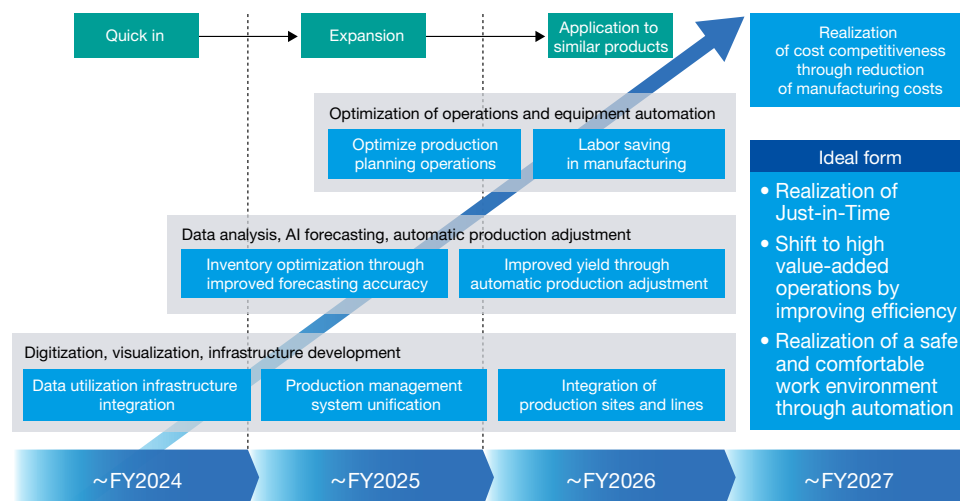 Quick in
Expansion
Application to
similar products
Realization
of cost competitiveness
through reduction
of manufacturing costs
Optimization of operations and equipment automation
Optimize production
planning operations
Labor saving
in manufacturing
Ideal form
• Realization of
Just-in-Time
• Shift to high
value-added
operations by
improving efficiency
• Realization of a safe
and comfortable
work environment
through automation
Data analysis, AI forecasting, automatic production adjustment
Inventory optimization through
improved forecasting accuracy
Improved yield through
automatic production adjustment
Digitization, visualization, infrastructure development
Data utilization infrastructure
integration
Production management
system unification
Integration of
production sites and lines
~FY2024
~FY2025
~FY2026
~FY2027